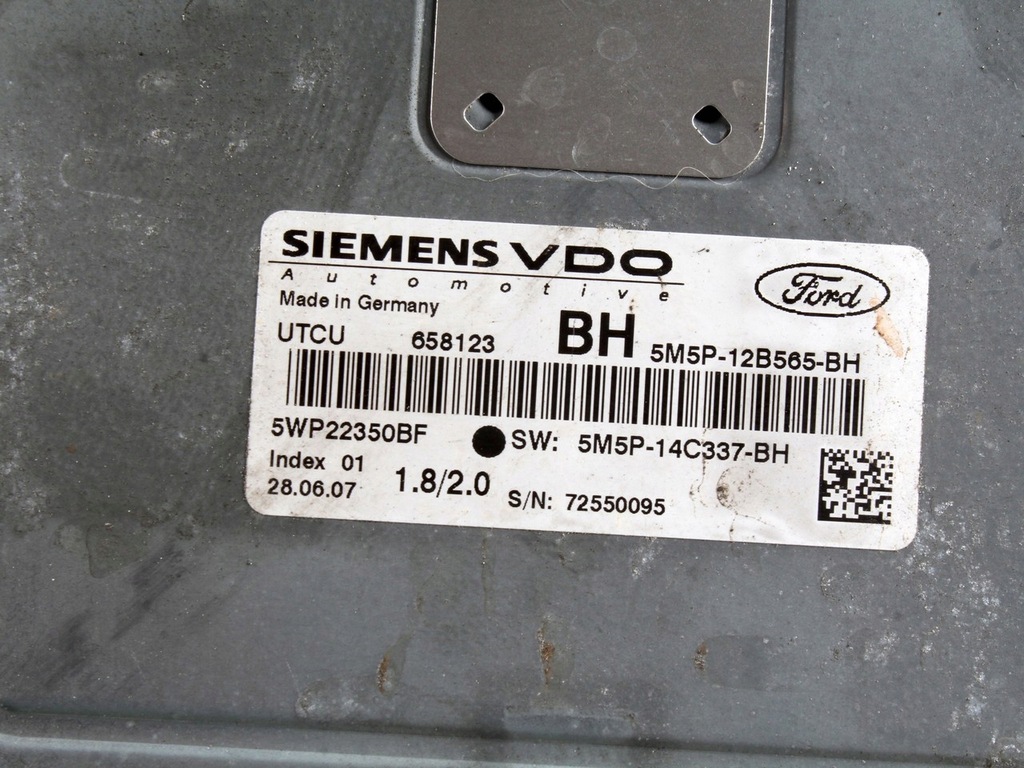 SIEMENS VDO
Automotive
Ford
Made in Germany
UTCU 658123 BH 5M5P-12B565-BH
5WP22350BF SW: 5M5P-14C337-BH
Index 01
28.06.07 1.8/2.0 S/N: 72550095